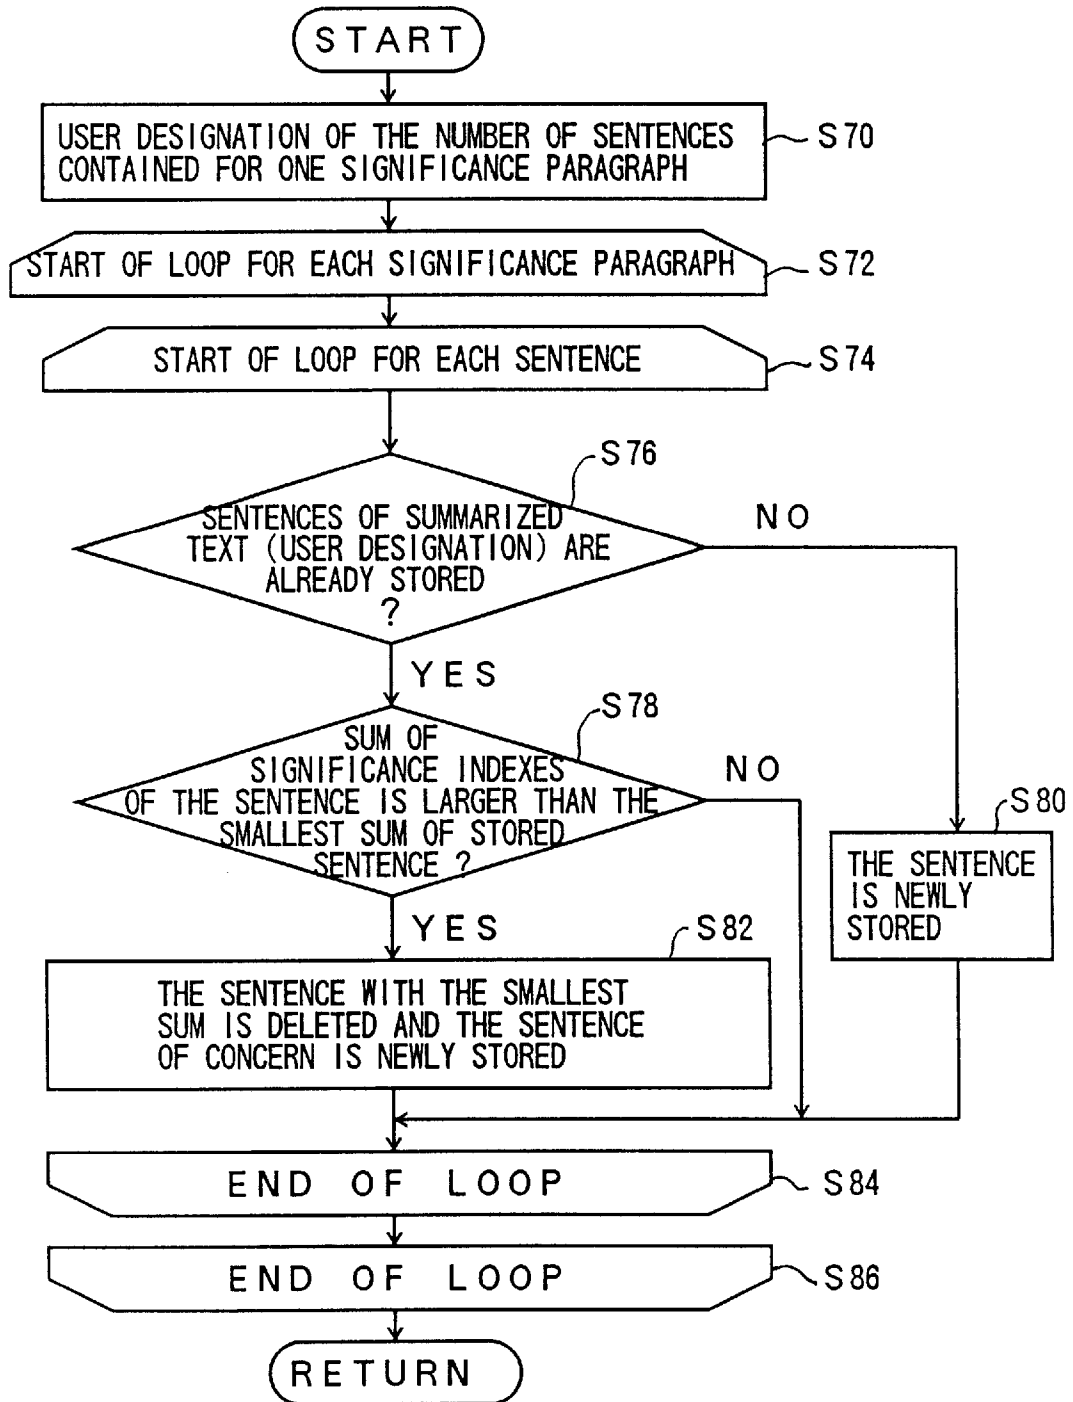 START
USER DESIGNATION OF THE NUMBER OF SENTENCES
CONTAINED FOR ONE SIGNIFICANCE PARAGRAPH
S70
START OF LOOP FOR EACH SIGNIFICANCE PARAGRAPH
S72
START OF LOOP FOR EACH SENTENCE
S74
S76
SENTENCES OF SUMMARIZED
TEXT (USER DESIGNATION) ARE
ALREADY STORED
?
NO
YES
S78
SUM OF
SIGNIFICANCE INDEXES
OF THE SENTENCE IS LARGER THAN THE
SMALLEST SUM OF STORED
SENTENCE ?
NO
S80
THE SENTENCE
IS NEWLY
STORED
YES
S82
THE SENTENCE WITH THE SMALLEST
SUM IS DELETED AND THE SENTENCE
OF CONCERN IS NEWLY STORED
END OF LOOP
S84
END OF LOOP
S86
RETURN